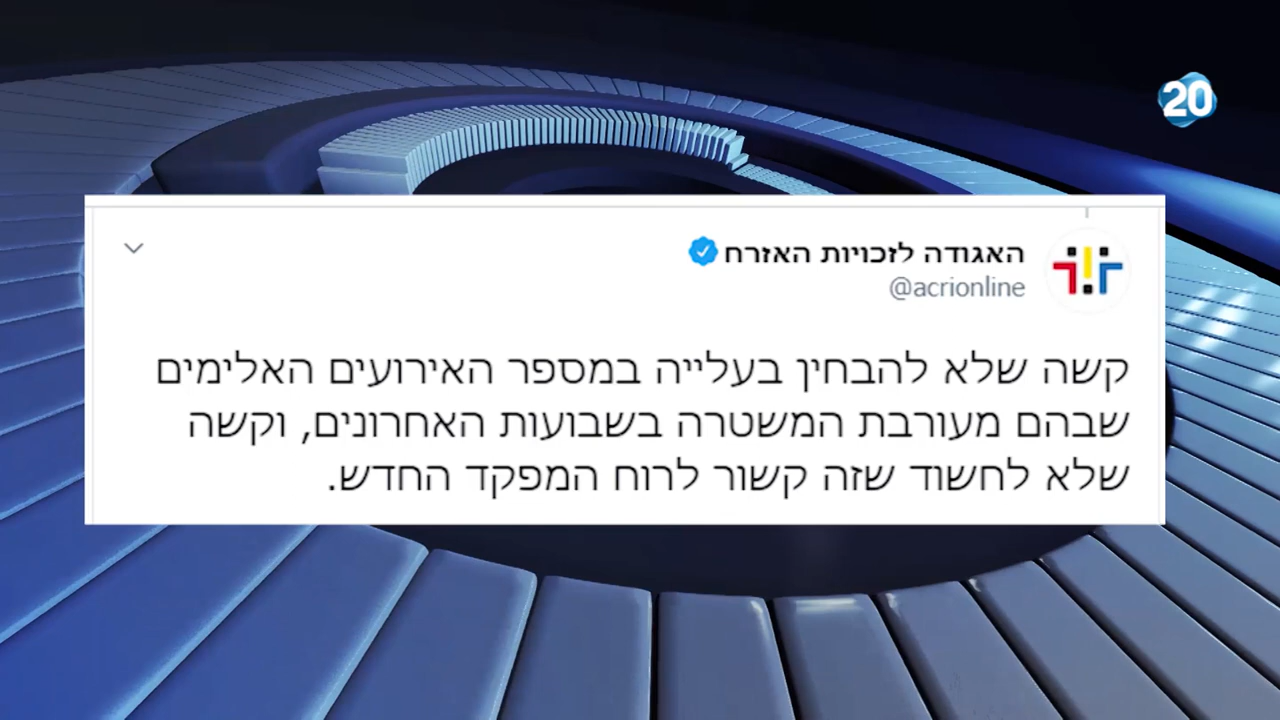 20
האגודה לזכויות האזרח
@acrionline
קשה שלא להבחין בעלייה במספר האירועים האלימים
שבהם מעורבת המשטרה בשבועות האחרונים, וקשה
שלא לחשוד שזה קשור לרוח המפקד החדש.